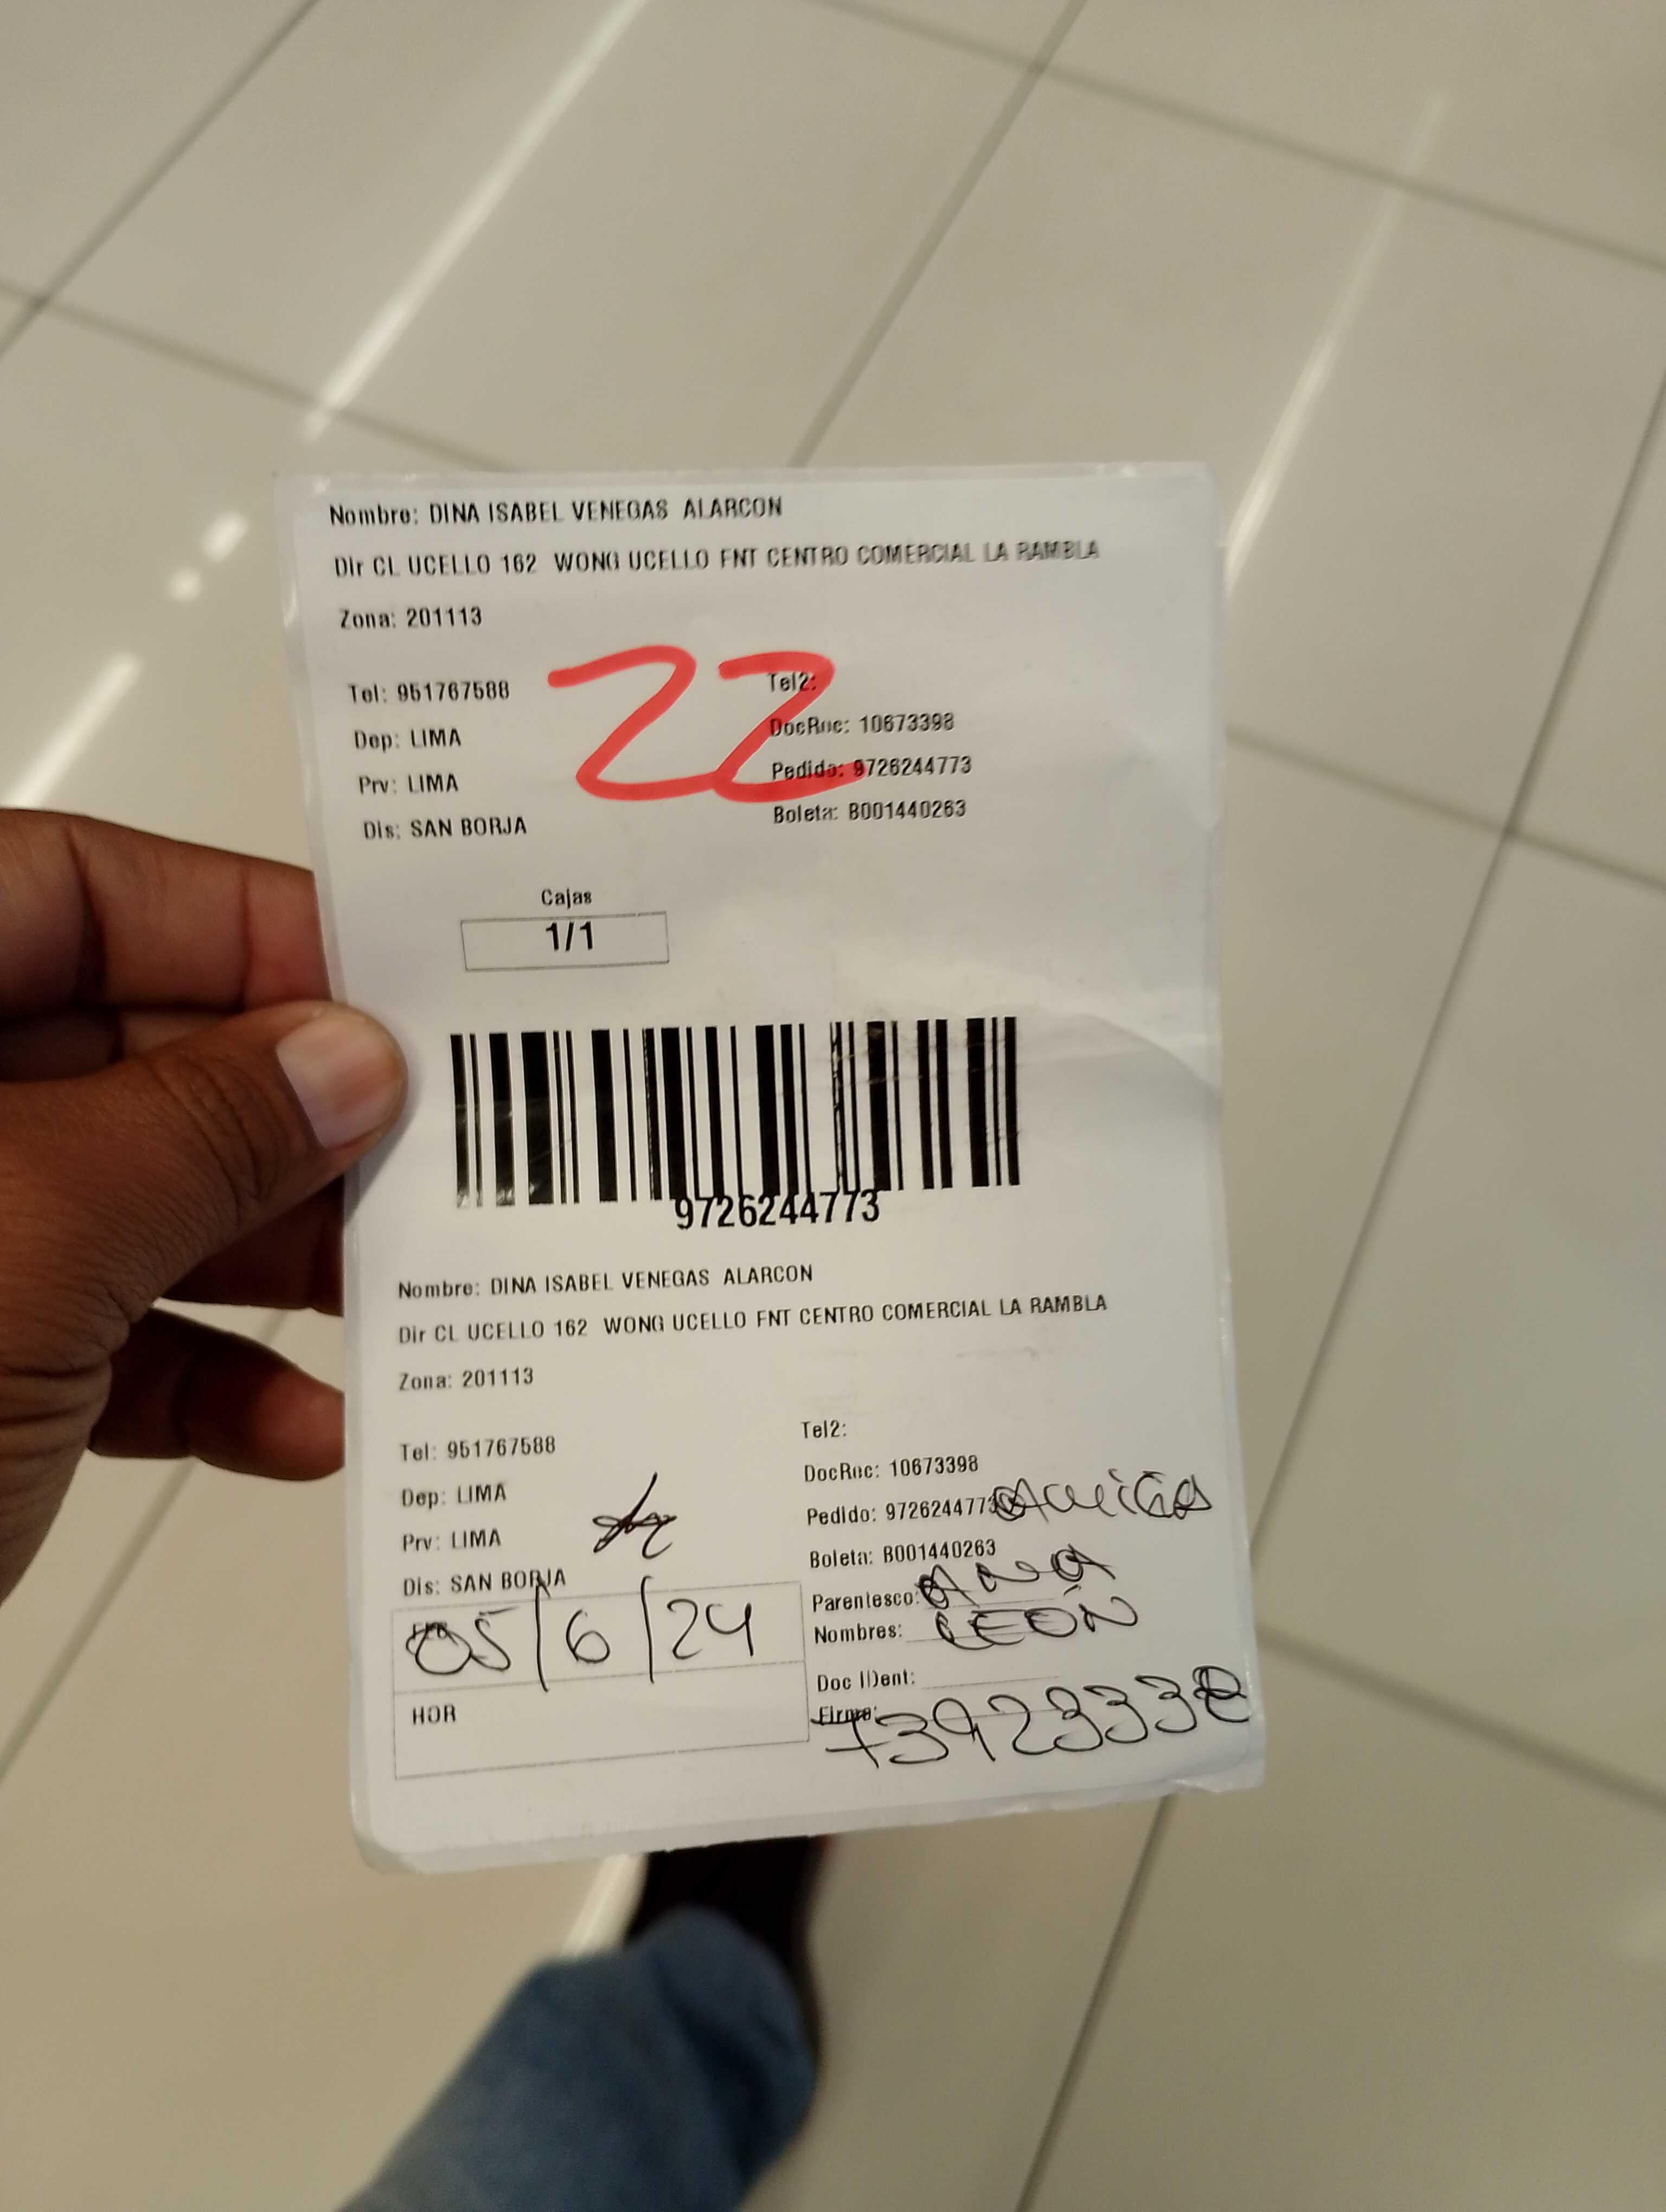 Nombre: DINA ISABEL VENEGAS ALARCON
Dir CL UCELLO 162 WONG UCELLO FNT CENTRO COMERCIAL LA RAMBLA
Zona: 201113
22
Tel: 951767588
Tel2:
Dep: LIMA
DocRuc: 10673398
Prv: LIMA
Pedido: 9726244773
Dis: SAN BORJA
Boleta: B001440263
Cajas
1/1
9726244773
Nombre: DINA ISABEL VENEGAS ALARCON
Dir CL UCELLO 162 WONG UCELLO FNT CENTRO COMERCIAL LA RAMBLA
Zona: 201113
Tel: 951767588
Tel2:
Dep: LIMA
DocRuc: 10673398
Prv: LIMA
Pedido: 9726244773
Dis: SAN BORJA
Boleta: B001440263
Parentesco: ANA
Nombres: LEON
05/6/24
Doc IDent:
HOR
Firma: